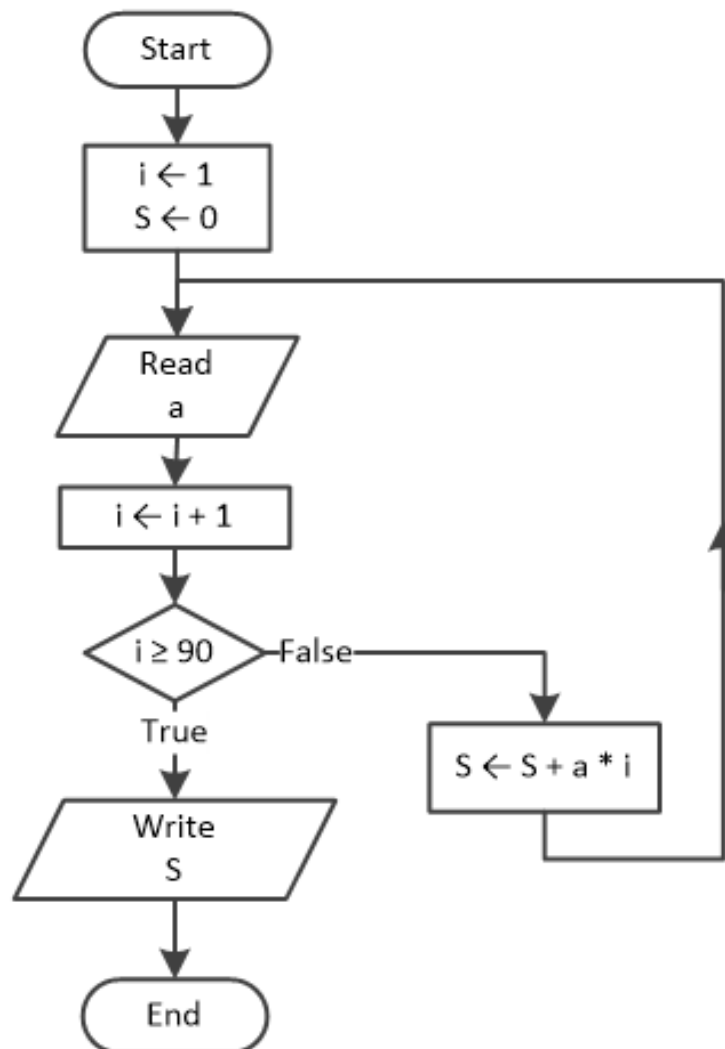 Start
i ← 1
S ← 0
Read
a
i ← i + 1
i ≥ 90
False
True
S ← S + a * i
Write
S
End